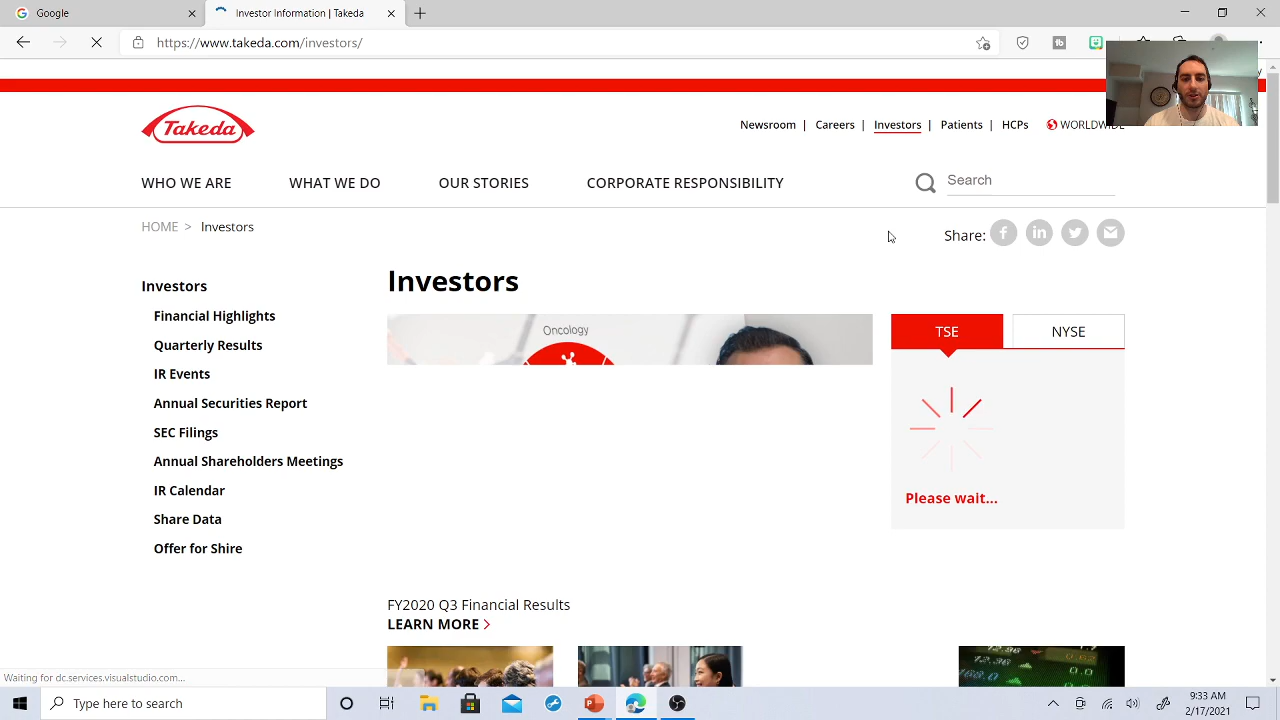 Google
Investor Information | Takeda
https://www.takeda.com/investors/
Takeda
Newsroom | Careers | Investors | Patients | HCPs WORLDWIDE
WHO WE ARE WHAT WE DO OUR STORIES CORPORATE RESPONSIBILITY Search
HOME > Investors
Share:
Investors
Financial Highlights
Quarterly Results
IR Events
Annual Securities Report
SEC Filings
Annual Shareholders Meetings
IR Calendar
Share Data
Offer for Shire
Investors
Oncology
TSE NYSE
Please wait...
FY2020 Q3 Financial Results
LEARN MORE >
Waiting for dc.services.visualstudio.com...
Type here to search
9:33 AM
2/17/2021